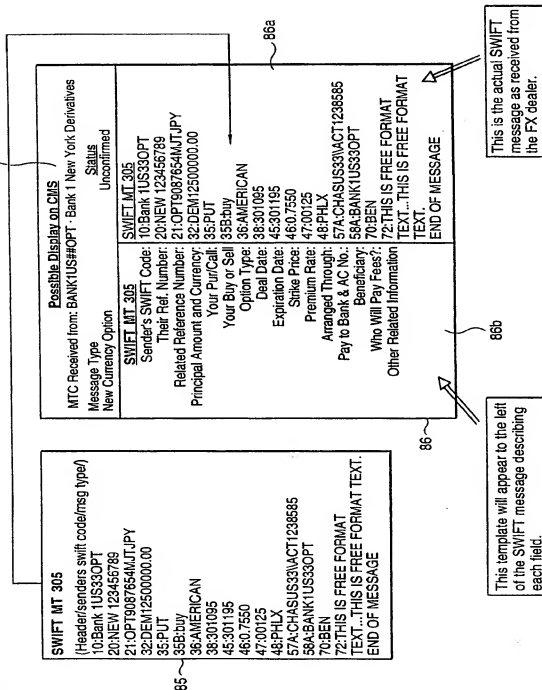 SWIFT MT 305
(Header/senders swift code/msg type/)
10:Bank 1US33OPT
20:NEW 123456789
21:OPT9087654MJTJPY
32:DEM12500000.00
35:PUT
35B:buy
36:AMERICAN
38:301095
45:301195
46:0.7550
47:00125
48:PHLX
57A:CHASUS33\\ACT1238585
58A:BANK1US33OPT
70:BEN
72:THIS IS FREE FORMAT
TEXT...THIS IS FREE FORMAT TEXT.
END OF MESSAGE
85
Possible Display on CMS
MTC Received from: BANK1US##OPT - Bank 1 New York Derivatives
Message Type
Status
New Currency Option
Unconfirmed
SWIFT MT 305
Sender's SWIFT Code:
Their Ref. Number:
Related Reference Number:
Principal Amount and Currency:
Your Pur/Call:
Your Buy or Sell
Option Type:
Deal Date:
Expiration Date:
Strike Price:
Premium Rate:
Arranged Through:
Pay to Bank & AC No.:
Beneficiary:
Who Will Pay Fees?:
Other Related Information
SWIFT MT 305
10:Bank 1US33OPT
20:NEW 123456789
21:OPT9087654MJTJPY
32:DEM12500000.00
35:PUT
35B:buy
36:AMERICAN
38:301095
45:301195
46:0.7550
47:00125
48:PHLX
57A:CHASUS33\\ACT1238585
58A:BANK1US33OPT
70:BEN
72:THIS IS FREE FORMAT
TEXT...THIS IS FREE FORMAT
TEXT.
END OF MESSAGE
86
86b
86a
This template will appear to the left
of the SWIFT message describing
each field.
This is the actual SWIFT
message as received from
the FX dealer.